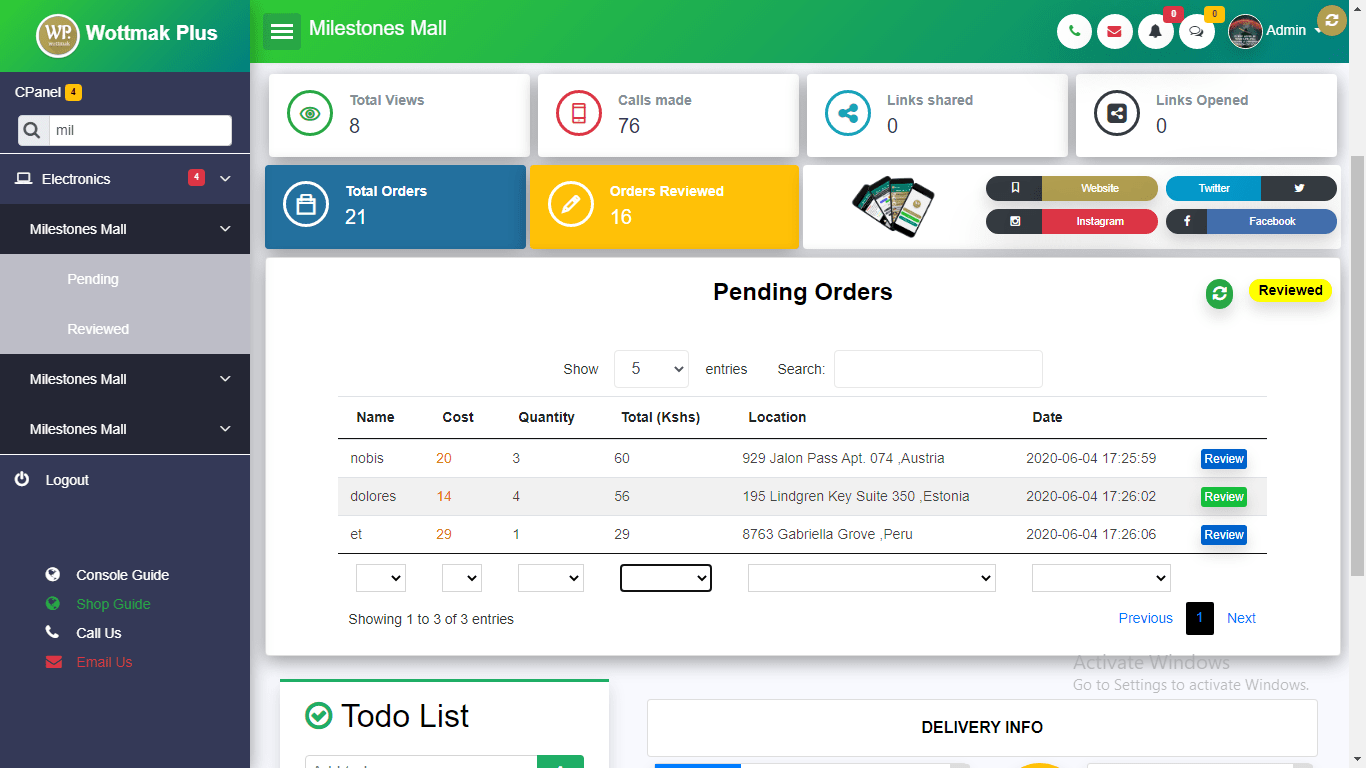 WP.
wottmak
Wottmak Plus
Milestones Mall
0
0
Admin
CPanel 4
mil
Electronics 4
Milestones Mall
Pending
Reviewed
Milestones Mall
Milestones Mall
Logout
Console Guide
Shop Guide
Call Us
Email Us
Total Views
8
Calls made
76
Links shared
0
Links Opened
0
Total Orders
21
Orders Reviewed
16
Website
Twitter
Instagram
Facebook
Pending Orders
Reviewed
Show 5 entries Search:
Name Cost Quantity Total (Kshs) Location Date
nobis 20 3 60 929 Jalon Pass Apt. 074 ,Austria 2020-06-04 17:25:59 Review
dolores 14 4 56 195 Lindgren Key Suite 350 ,Estonia 2020-06-04 17:26:02 Review
et 29 1 29 8763 Gabriella Grove ,Peru 2020-06-04 17:26:06 Review
Showing 1 to 3 of 3 entries
Previous 1 Next
Activate Windows
Go to Settings to activate Windows.
Todo List
DELIVERY INFO